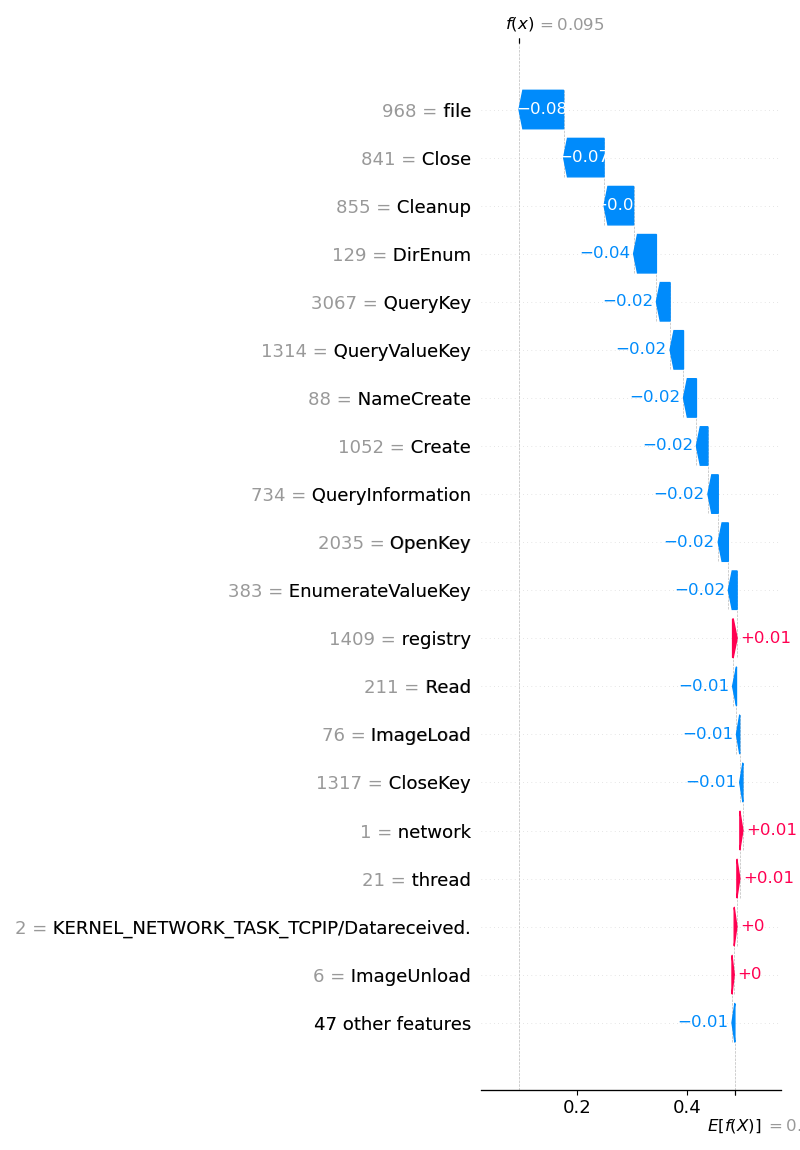 f(x) = 0.095
968 = file −0.08
841 = Close −0.07
855 = Cleanup −0.0
129 = DirEnum −0.04
3067 = QueryKey −0.02
1314 = QueryValueKey −0.02
88 = NameCreate −0.02
1052 = Create −0.02
734 = QueryInformation −0.02
2035 = OpenKey −0.02
383 = EnumerateValueKey −0.02
1409 = registry +0.01
211 = Read −0.01
76 = ImageLoad −0.01
1317 = CloseKey −0.01
1 = network +0.01
21 = thread +0.01
2 = KERNEL_NETWORK_TASK_TCPIP/Datareceived. +0
6 = ImageUnload +0
47 other features −0.01
0.2 0.4
E[f(X)] = 0.